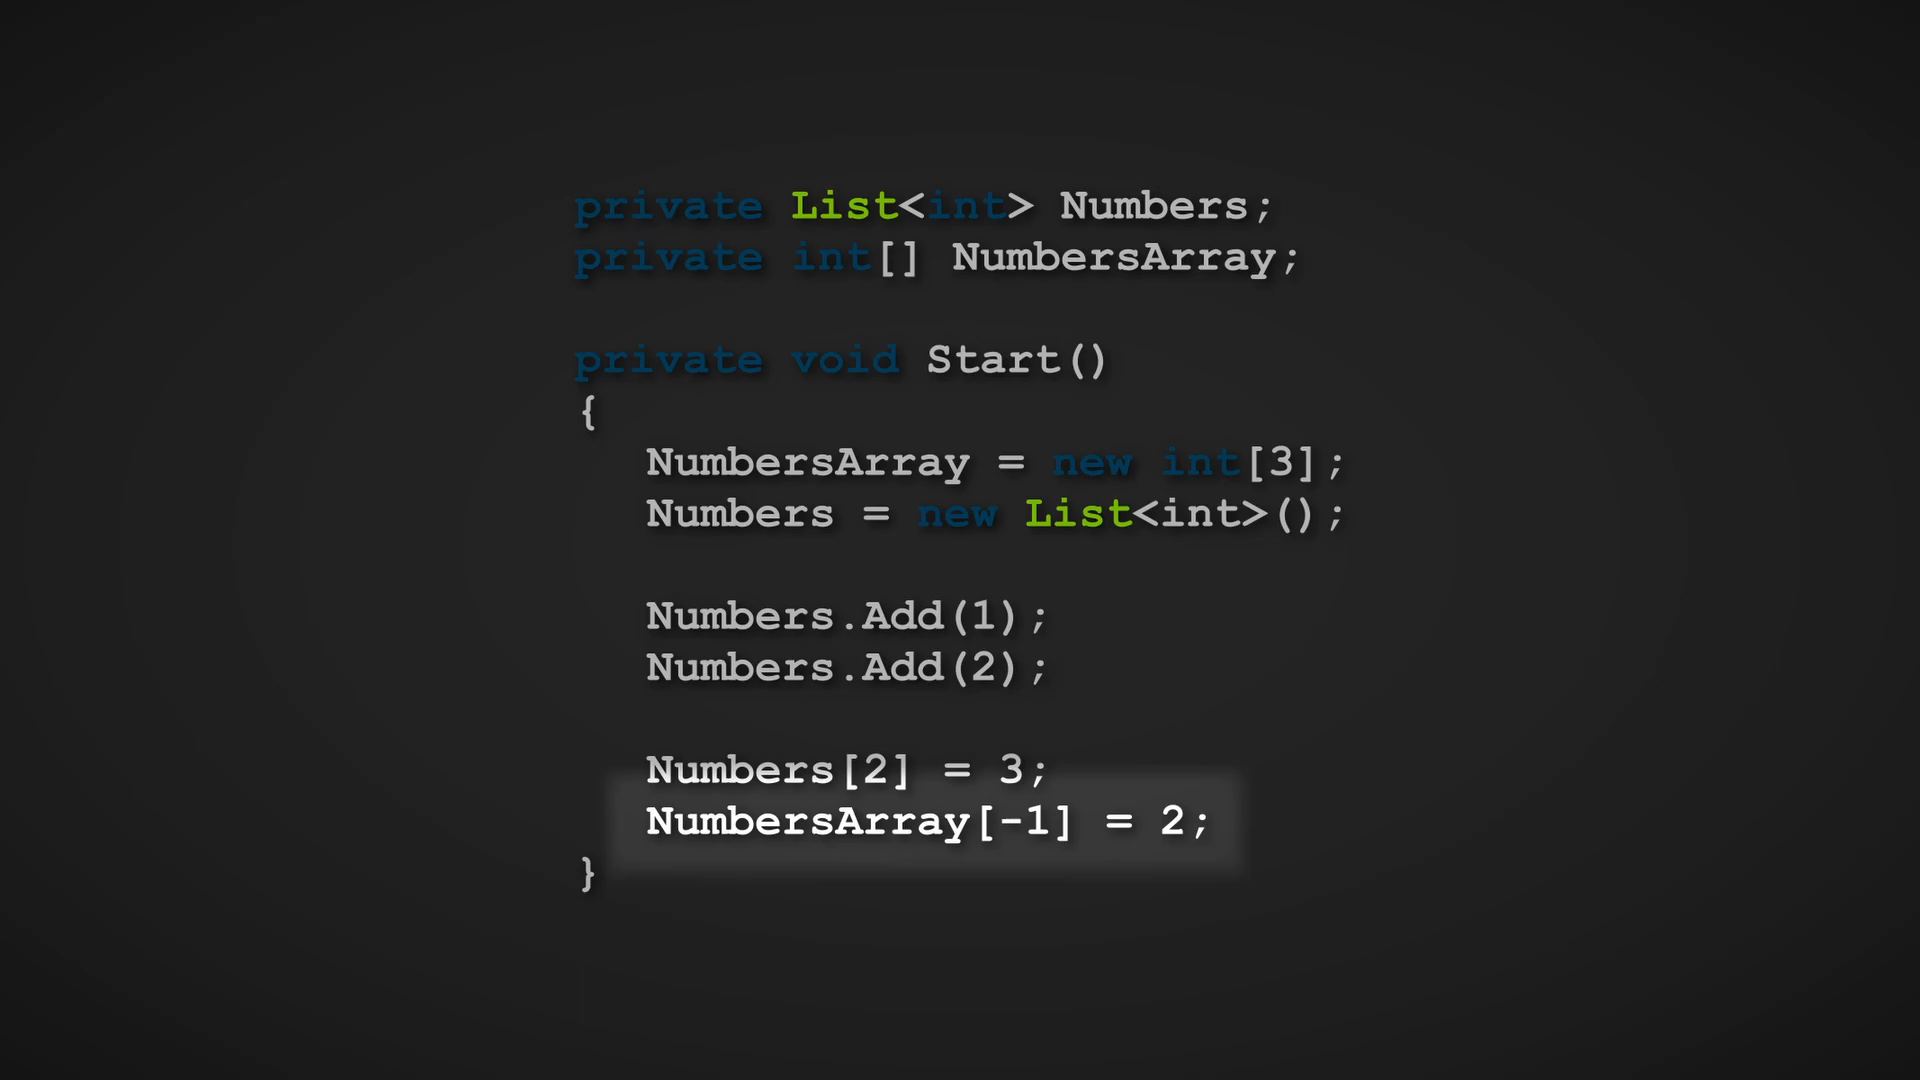 private List<int> Numbers;
private int[] NumbersArray;
private void Start()
{
NumbersArray = new int[3];
Numbers = new List<int>();
Numbers.Add(1);
Numbers.Add(2);
Numbers[2] = 3;
NumbersArray[-1] = 2;
}